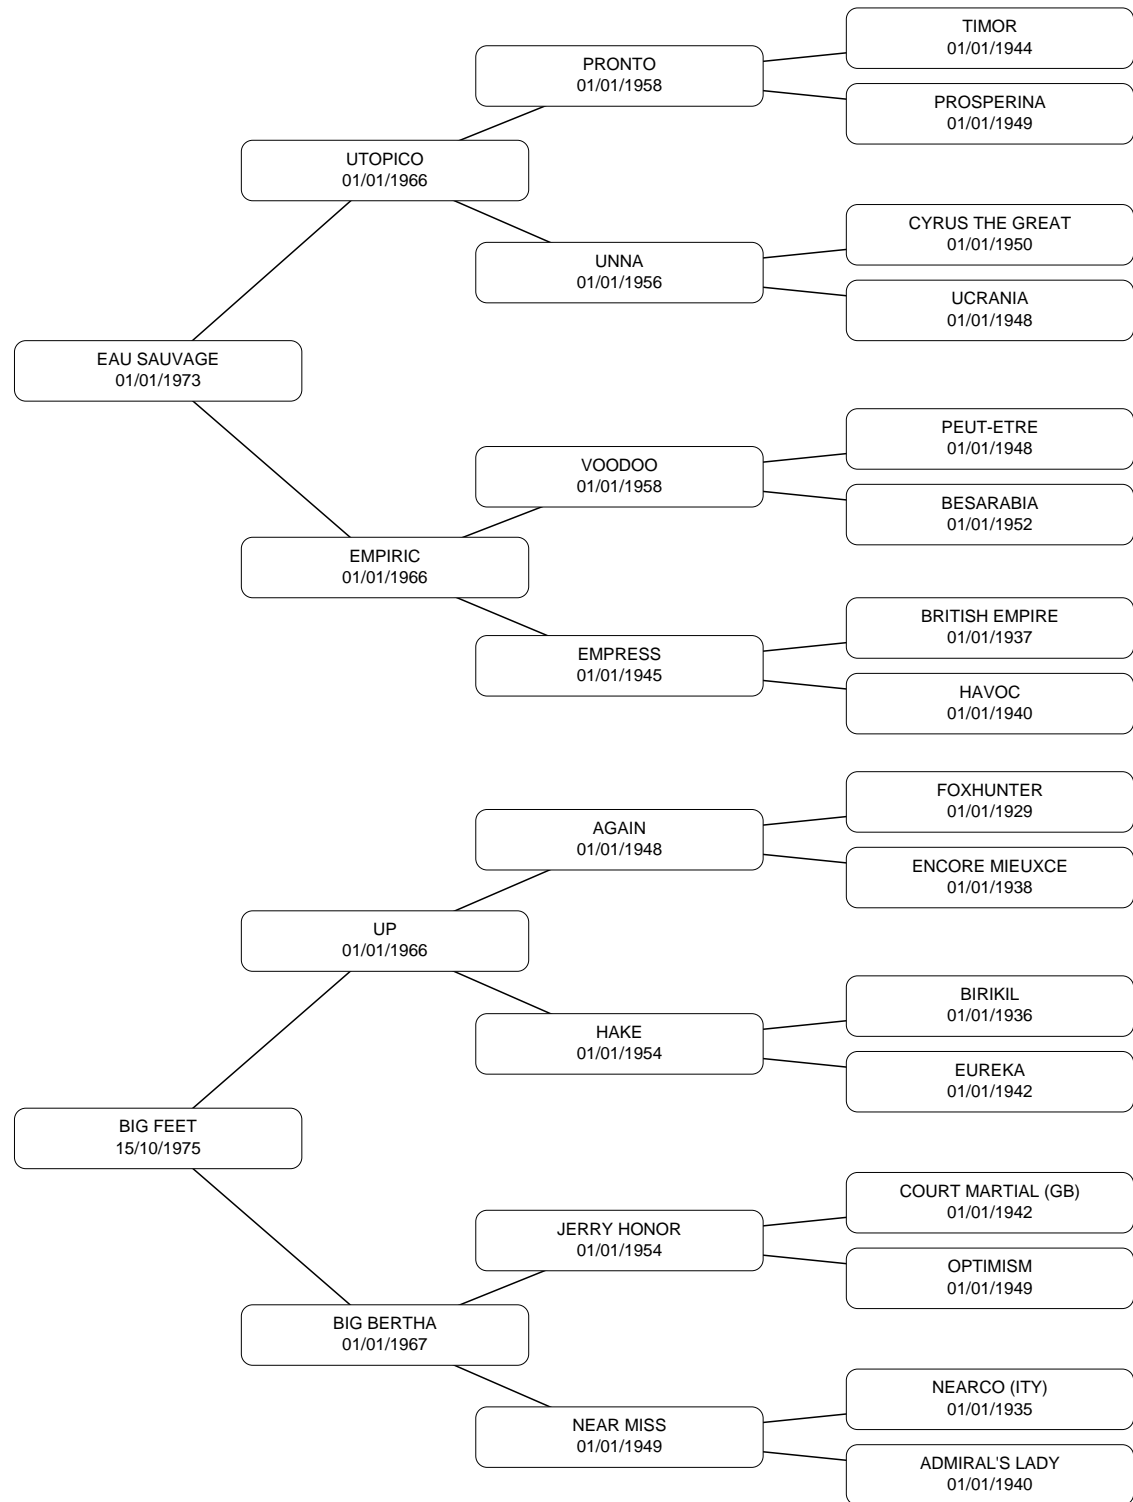 TIMOR
01/01/1944
PRONTO
01/01/1958
PROSPERINA
01/01/1949
UTOPICO
01/01/1966
CYRUS THE GREAT
01/01/1950
UNNA
01/01/1956
UCRANIA
01/01/1948
EAU SAUVAGE
01/01/1973
PEUT-ETRE
01/01/1948
VOODOO
01/01/1958
BESARABIA
01/01/1952
EMPIRIC
01/01/1966
BRITISH EMPIRE
01/01/1937
EMPRESS
01/01/1945
HAVOC
01/01/1940
FOXHUNTER
01/01/1929
AGAIN
01/01/1948
ENCORE MIEUXCE
01/01/1938
UP
01/01/1966
BIRIKIL
01/01/1936
HAKE
01/01/1954
EUREKA
01/01/1942
BIG FEET
15/10/1975
COURT MARTIAL (GB)
01/01/1942
JERRY HONOR
01/01/1954
OPTIMISM
01/01/1949
BIG BERTHA
01/01/1967
NEARCO (ITY)
01/01/1935
NEAR MISS
01/01/1949
ADMIRAL'S LADY
01/01/1940